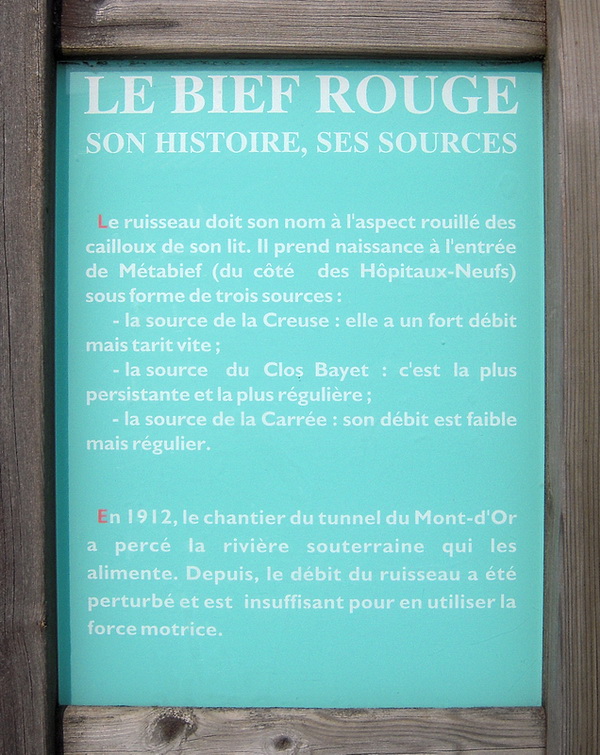 LE BIEF ROUGE
SON HISTOIRE, SES SOURCES
Le ruisseau doit son nom à l'aspect rouillé des
cailloux de son lit. Il prend naissance à l'entrée
de Métabief (du côté des Hôpitaux-Neufs)
sous forme de trois sources :
- la source de la Creuse : elle a un fort débit
mais tarit vite ;
- la source du Clos Bayet : c'est la plus
persistante et la plus régulière ;
- la source de la Carrée : son débit est faible
mais régulier.
En 1912, le chantier du tunnel du Mont-d'Or
a percé la rivière souterraine qui les
alimente. Depuis, le débit du ruisseau a été
perturbé et est insuffisant pour en utiliser la
force motrice.